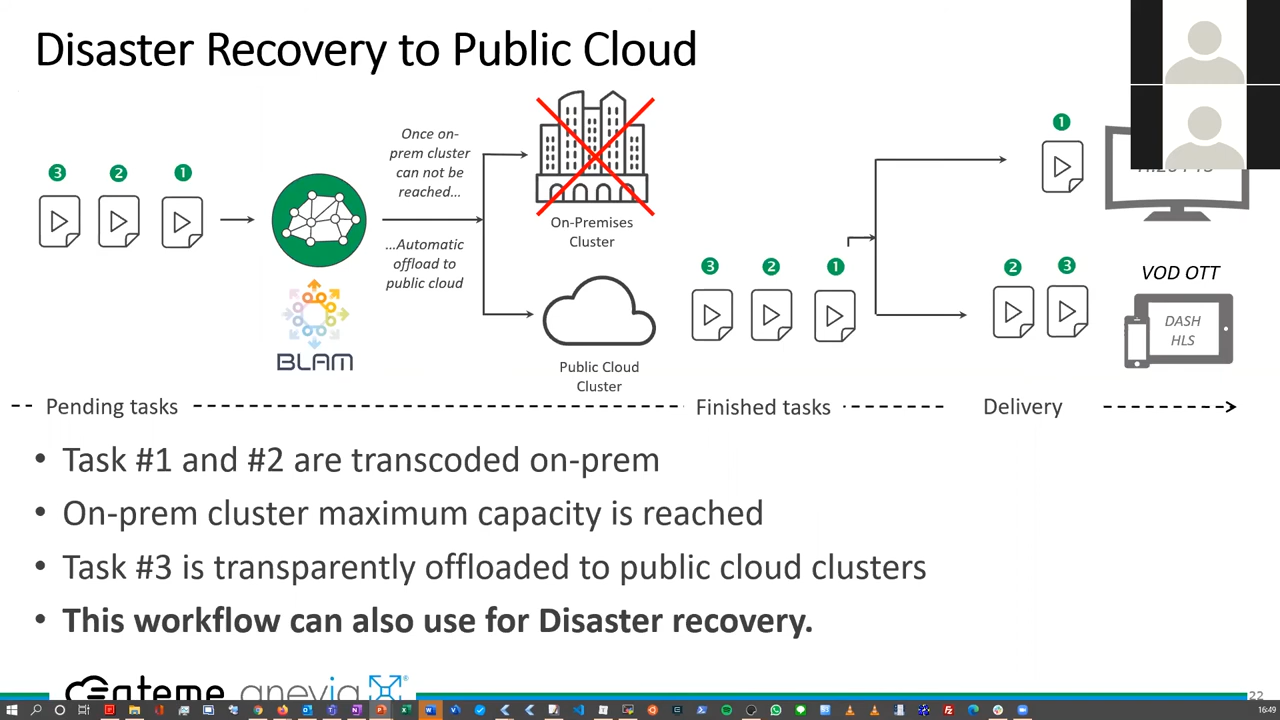 Disaster Recovery to Public Cloud
3 2 1
Once on-
prem cluster
can not be
reached...
...Automatic
offload to
public cloud
BLAM
On-Premises
Cluster
Public Cloud
Cluster
3 2 1
1
2 3
VOD OTT
DASH
HLS
Pending tasks
Finished tasks
Delivery
• Task #1 and #2 are transcoded on-prem
• On-prem cluster maximum capacity is reached
• Task #3 is transparently offloaded to public cloud clusters
• This workflow can also use for Disaster recovery.
ateme anevia
22
16:49